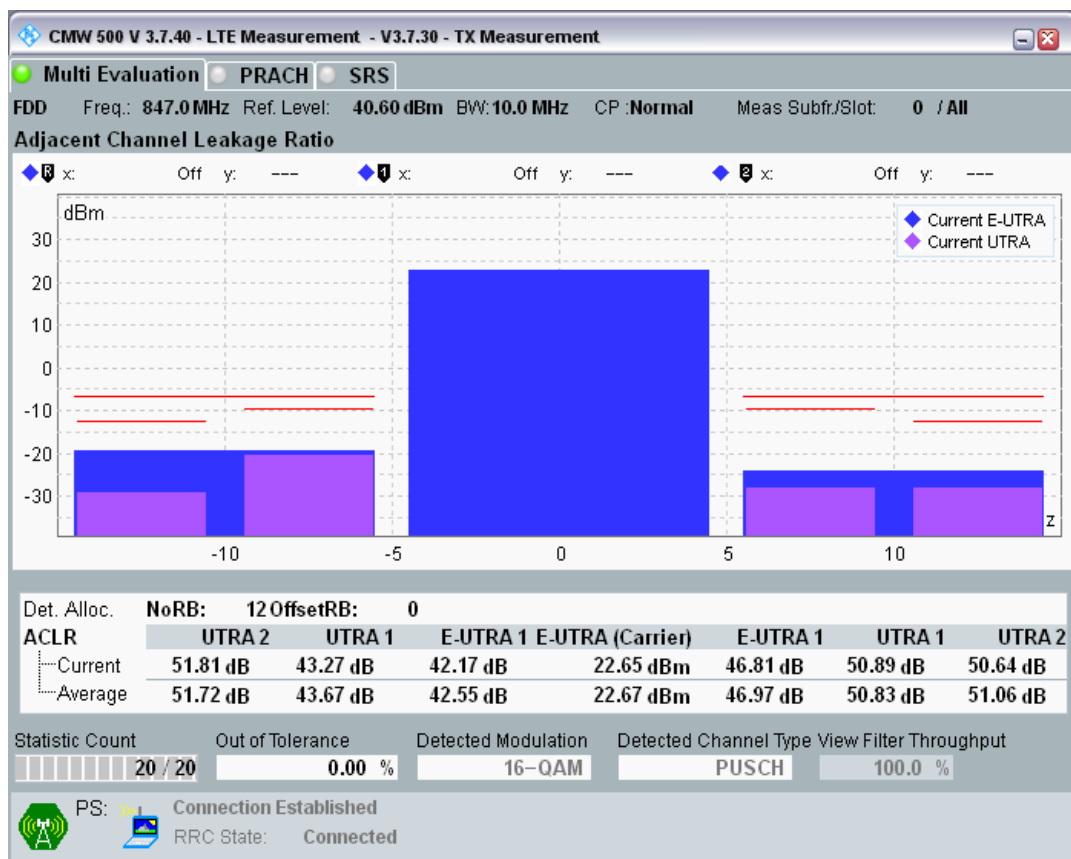 CMW 500 V 3.7.40 - LTE Measurement - V3.7.30 - TX Measurement
Multi Evaluation PRACH SRS
FDD Freq.: 847.0 MHz Ref. Level: 40.60 dBm BW: 10.0 MHz CP :Normal Meas Subfr./Slot: 0 / All
Adjacent Channel Leakage Ratio
R x: Off y: --- 1 x: Off y: --- 2 x: Off y: ---
dBm
Current E-UTRA
Current UTRA
30
20
10
0
-10
-20
-30
z
-10 -5 0 5 10
Det. Alloc. NoRB: 12 OffsetRB: 0
ACLR UTRA 2 UTRA 1 E-UTRA 1 E-UTRA (Carrier) E-UTRA 1 UTRA 1 UTRA 2
Current 51.81 dB 43.27 dB 42.17 dB 22.65 dBm 46.81 dB 50.89 dB 50.64 dB
Average 51.72 dB 43.67 dB 42.55 dB 22.67 dBm 46.97 dB 50.83 dB 51.06 dB
Statistic Count Out of Tolerance Detected Modulation Detected Channel Type View Filter Throughput
20 / 20 0.00 % 16-QAM PUSCH 100.0 %
PS: Connection Established
RRC State: Connected